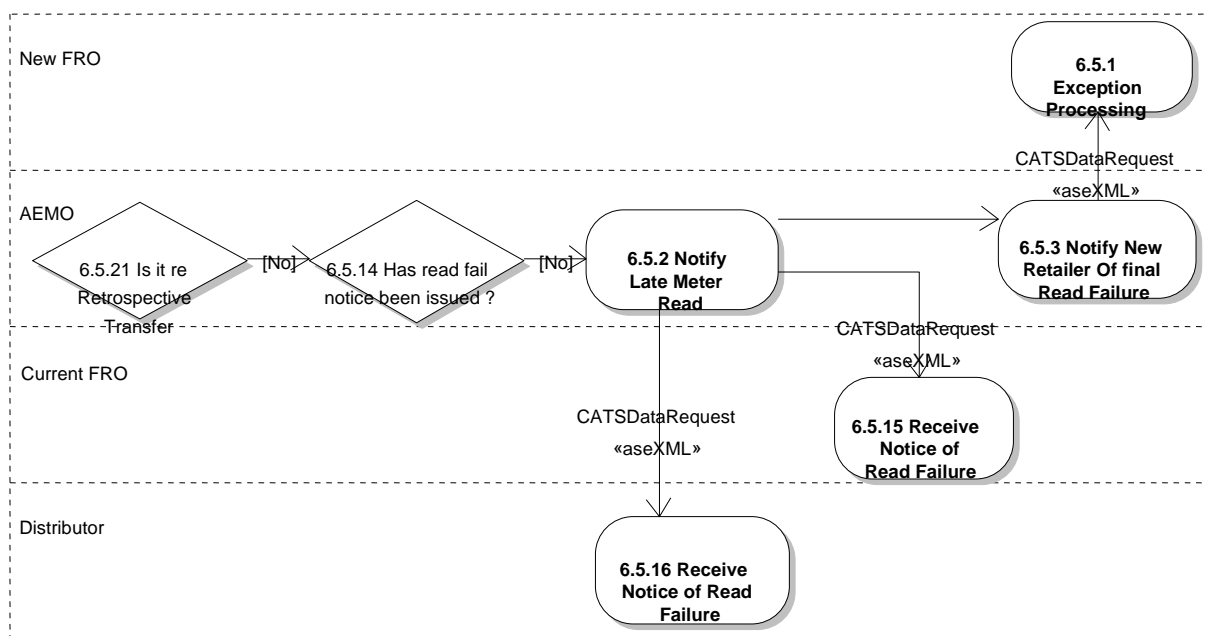 New FRO
6.5.1
Exception
Processing
CATSDataRequest
«aseXML»
AEMO
6.5.21 Is it re
Retrospective
Transfer
[No]
6.5.14 Has read fail
notice been issued ?
[No]
6.5.2 Notify
Late Meter
Read
6.5.3 Notify New
Retailer Of final
Read Failure
CATSDataRequest
«aseXML»
Current FRO
6.5.15 Receive
Notice of
Read Failure
CATSDataRequest
«aseXML»
Distributor
6.5.16 Receive
Notice of Read
Failure